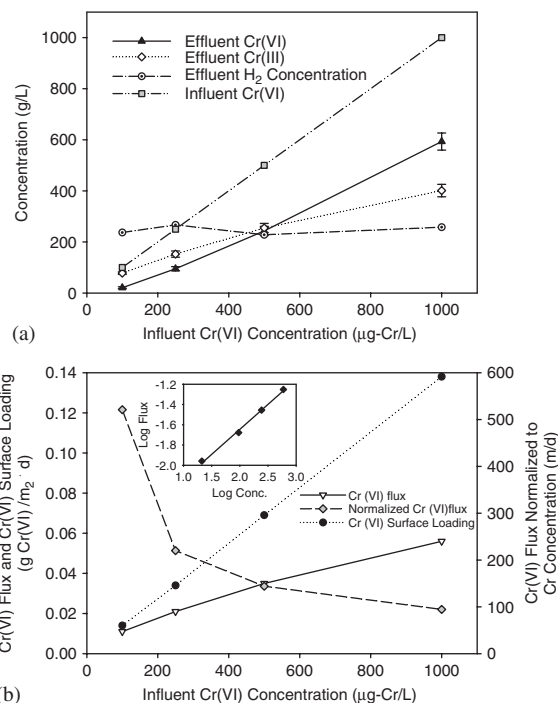 1000
800
600
400
200
0
Concentration (g/L)
Effluent Cr(VI)
Effluent Cr(III)
Effluent H2 Concentration
Influent Cr(VI)
0 200 400 600 800 1000
(a)
Influent Cr(VI) Concentration (μg-Cr/L)
0.14
0.12
0.10
0.08
0.06
0.04
0.02
0.00
Cr(VI) Flux and Cr(VI) Surface Loading
(g Cr(VI) /m2 · d)
-1.2
-1.4
-1.6
-1.8
-2.0
Log Flux
1.0 1.5 2.0 2.5 3.0
Log Conc.
Cr (VI) flux
Normalized Cr (VI)flux
Cr (VI) Surface Loading
600
500
400
300
200
100
0
Cr(VI) Flux Normalized to
Cr Concentration (m/d)
0 200 400 600 800 1000
(b)
Influent Cr(VI) Concentration (μg-Cr/L)